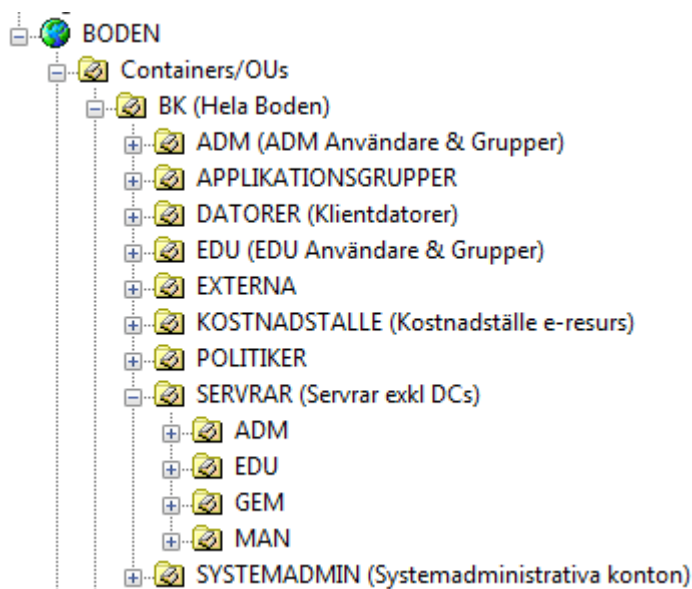 BODEN
Containers/OUs
BK (Hela Boden)
ADM (ADM Användare & Grupper)
APPLIKATIONSGRUPPER
DATORER (Klientdatorer)
EDU (EDU Användare & Grupper)
EXTERNA
KOSTNADSTALLE (Kostnadställe e-resurs)
POLITIKER
SERVRAR (Servrar exkl DCs)
ADM
EDU
GEM
MAN
SYSTEMADMIN (Systemadministrativa konton)